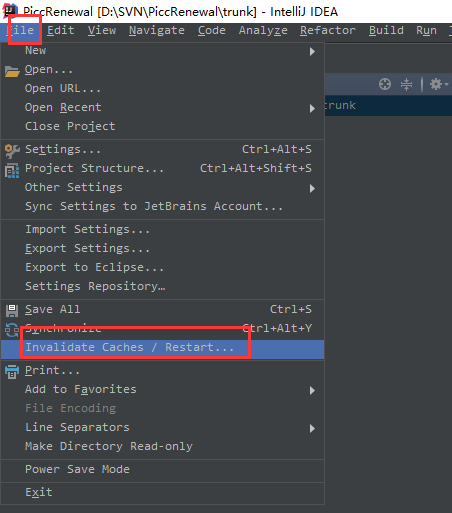 PiccRenewal [D:\SVN\PiccRenewal\trunk] - IntelliJ IDEA
File Edit View Navigate Code Analyze Refactor Build Run T
New
Open...
trunk
Open URL...
Open Recent
Close Project
Settings... Ctrl+Alt+S
Project Structure... Ctrl+Alt+Shift+S
Other Settings
Sync Settings to JetBrains Account...
Import Settings...
Export Settings...
Export to Eclipse...
Settings Repository…
Save All Ctrl+S
Synchronize Ctrl+Alt+Y
Invalidate Caches / Restart...
Print...
Add to Favorites
File Encoding
Line Separators
Make Directory Read-only
Power Save Mode
Exit